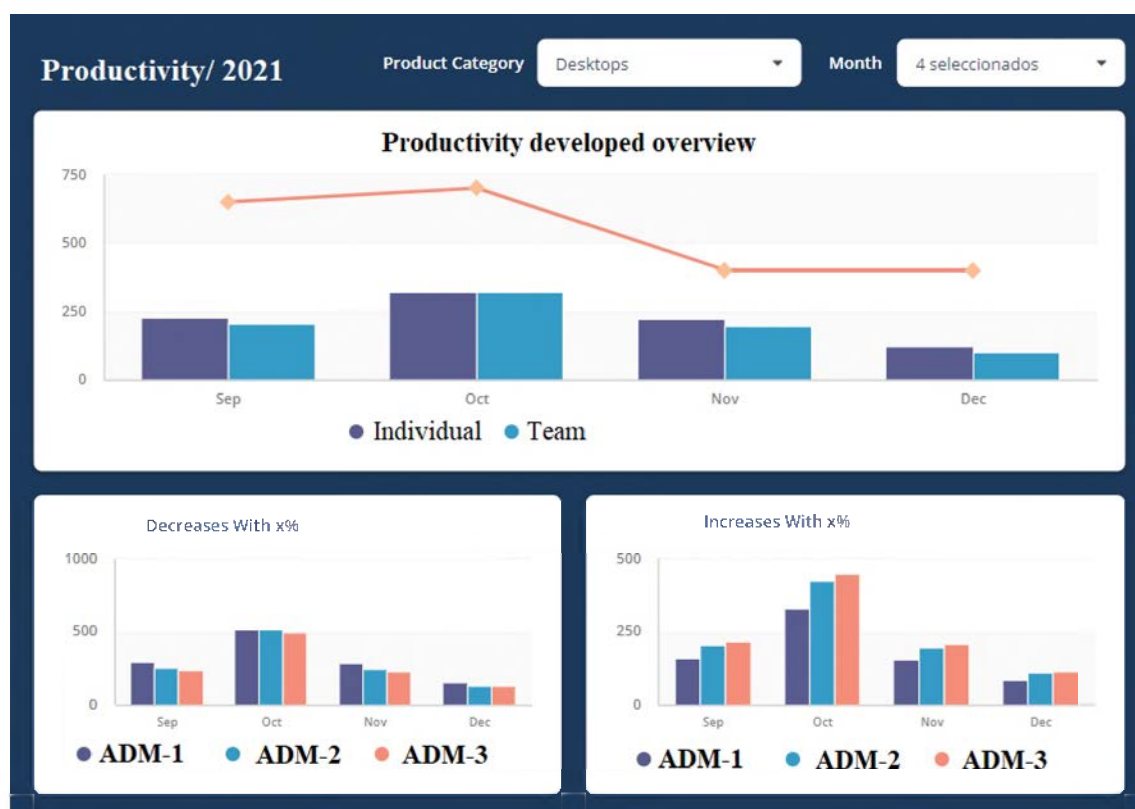 Productivity/ 2021
Product Category
Desktops
Month
4 seleccionados
Productivity developed overview
750
500
250
0
Sep
Oct
Nov
Dec
Individual
Team
Decreases With x%
1000
500
0
Sep
Oct
Nov
Dec
ADM-1
ADM-2
ADM-3
Increases With x%
500
250
0
Sep
Oct
Nov
Dec
ADM-1
ADM-2
ADM-3